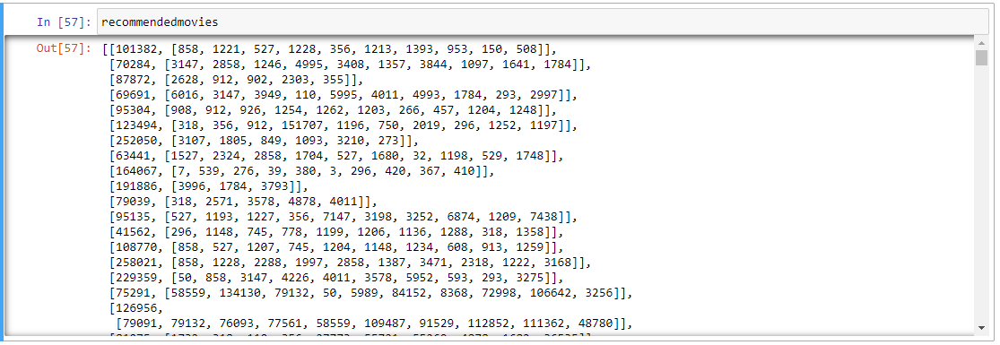 In [57]: recommendedmovies
Out[57]: [[101382, [858, 1221, 527, 1228, 356, 1213, 1393, 953, 150, 508]],
[70284, [3147, 2858, 1246, 4995, 3408, 1357, 3844, 1097, 1641, 1784]],
[87872, [2628, 912, 902, 2303, 355]],
[69691, [6016, 3147, 3949, 110, 5995, 4011, 4993, 1784, 293, 2997]],
[95304, [908, 912, 926, 1254, 1262, 1203, 266, 457, 1204, 1248]],
[123494, [318, 356, 912, 151707, 1196, 750, 2019, 296, 1252, 1197]],
[252050, [3107, 1805, 849, 1093, 3210, 273]],
[63441, [1527, 2324, 2858, 1704, 527, 1680, 32, 1198, 529, 1748]],
[164067, [7, 539, 276, 39, 380, 3, 296, 420, 367, 410]],
[191886, [3996, 1784, 3793]],
[79039, [318, 2571, 3578, 4878, 4011]],
[95135, [527, 1193, 1227, 356, 7147, 3198, 3252, 6874, 1209, 7438]],
[41562, [296, 1148, 745, 778, 1199, 1206, 1136, 1288, 318, 1358]],
[108770, [858, 527, 1207, 745, 1204, 1148, 1234, 608, 913, 1259]],
[258021, [858, 1228, 2288, 1997, 2858, 1387, 3471, 2318, 1222, 3168]],
[229359, [50, 858, 3147, 4226, 4011, 3578, 5952, 593, 293, 3275]],
[75291, [58559, 134130, 79132, 50, 5989, 84152, 8368, 72998, 106642, 3256]],
[126956,
[79091, 79132, 76093, 77561, 58559, 109487, 91529, 112852, 111362, 48780]],